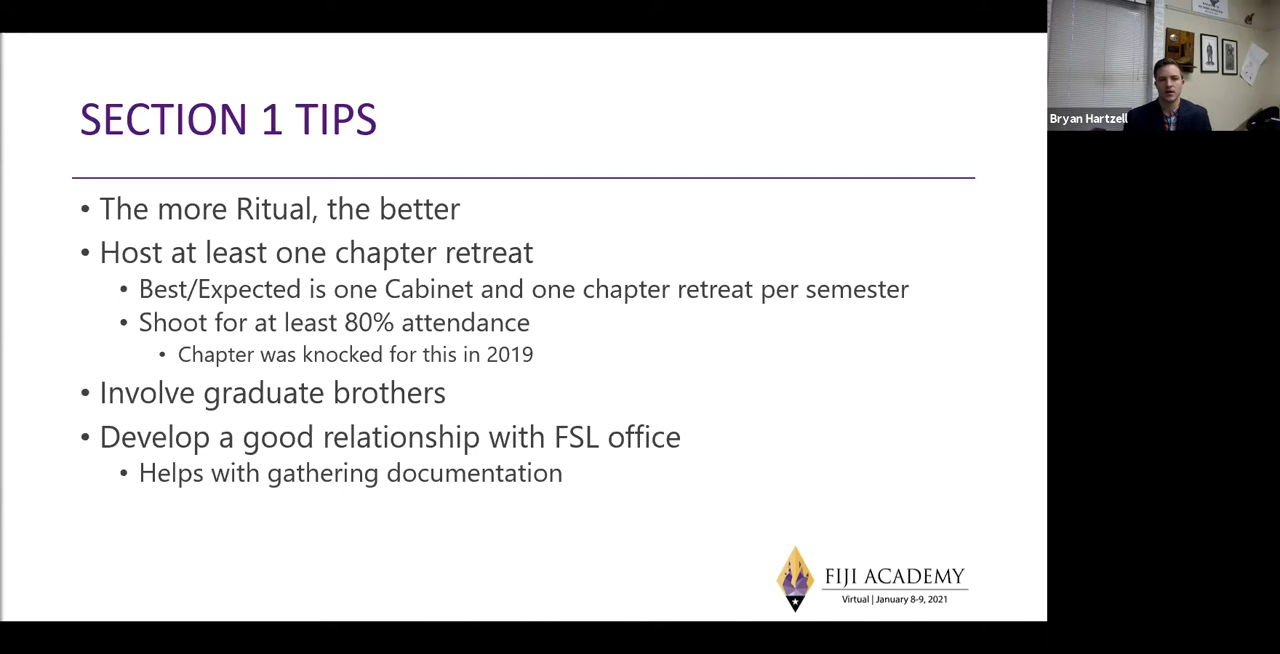 SECTION 1 TIPS
• The more Ritual, the better
• Host at least one chapter retreat
• Best/Expected is one Cabinet and one chapter retreat per semester
• Shoot for at least 80% attendance
• Chapter was knocked for this in 2019
• Involve graduate brothers
• Develop a good relationship with FSL office
• Helps with gathering documentation
FIJI ACADEMY
Virtual | January 8-9, 2021
Bryan Hartzell